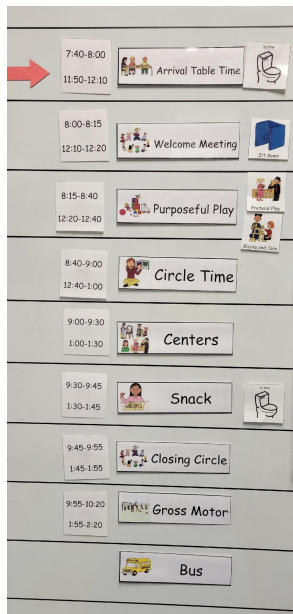 7:40-8:00
11:50-12:10
Arrival Table Time
8:00-8:15
12:10-12:20
Welcome Meeting
Sit down
8:15-8:40
12:20-12:40
Purposeful Play
Pretend Play
Blocks and Cars
8:40-9:00
12:40-1:00
Circle Time
9:00-9:30
1:00-1:30
Centers
9:30-9:45
1:30-1:45
Snack
9:45-9:55
1:45-1:55
Closing Circle
9:55-10:20
1:55-2:20
Gross Motor
Bus